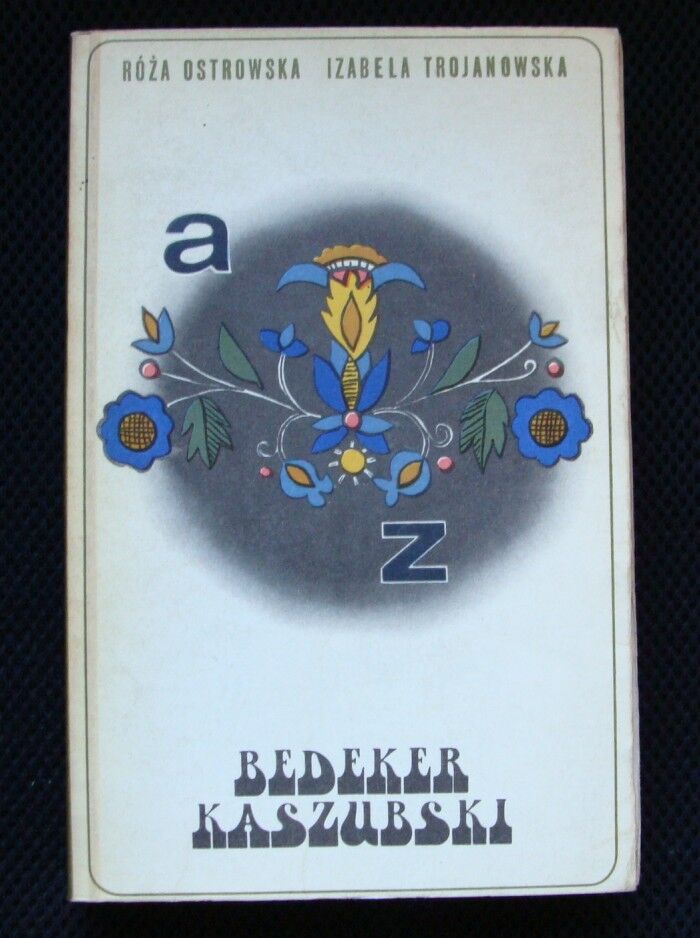 RÓŻA OSTROWSKA IZABELA TROJANOWSKA
a
z
BEDEKER
KASZUBSKI